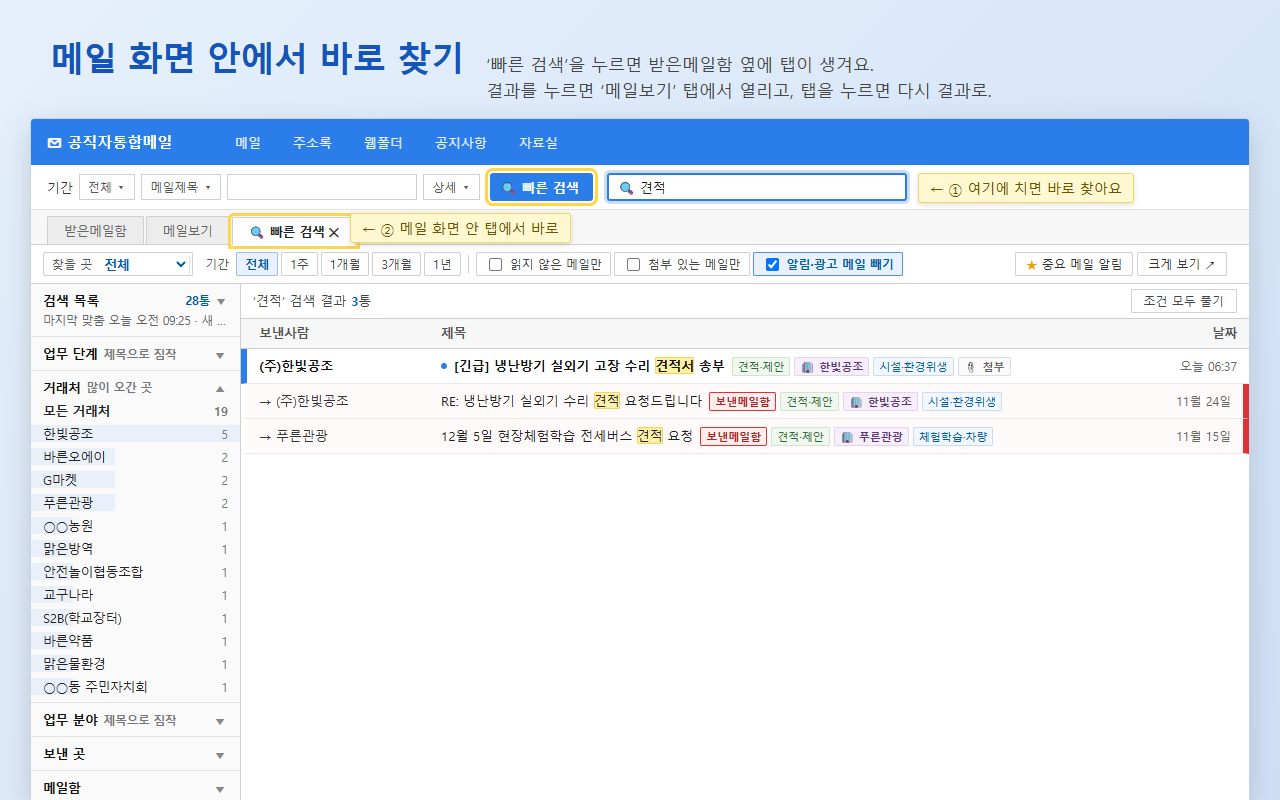 메일 화면 안에서 바로 찾기
‘빠른 검색’을 누르면 받은메일함 옆에 탭이 생겨요.
결과를 누르면 ‘메일보기’ 탭에서 열리고, 탭을 누르면 다시 결과로.
공직자통합메일 메일 주소록 웹폴더 공지사항 자료실
기간 전체 ▾ 메일제목 ▾ 상세 ▾ 빠른 검색 견적 ← ① 여기에 치면 바로 찾아요
받은메일함 메일보기 빠른 검색 ✕ ← ② 메일 화면 안 탭에서 바로
찾을 곳 전체 기간 전체 1주 1개월 3개월 1년 읽지 않은 메일만 첨부 있는 메일만 알림·광고 메일 빼기 ★ 중요 메일 알림 크게 보기 ↗
검색 목록 28통 ▼
마지막 맞춤 오늘 오전 09:25 · 새 ...
업무 단계 제목으로 짐작 ▼
거래처 많이 오간 곳 ▲
모든 거래처 19
한빛공조 5
바른오에이 2
G마켓 2
푸른관광 2
○○농원 1
맑은방역 1
안전놀이협동조합 1
교구나라 1
S2B(학교장터) 1
바른약품 1
맑은물환경 1
○○동 주민자치회 1
업무 분야 제목으로 짐작 ▼
보낸 곳 ▼
메일함 ▼
‘견적’ 검색 결과 3통 조건 모두 풀기
보낸사람 제목 날짜
(주)한빛공조 [긴급] 냉난방기 실외기 고장 수리 견적서 송부 견적·제안 한빛공조 시설·환경위생 첨부 오늘 06:37
→ (주)한빛공조 RE: 냉난방기 실외기 수리 견적 요청드립니다 보낸메일함 견적·제안 한빛공조 시설·환경위생 11월 24일
→ 푸른관광 12월 5일 현장체험학습 전세버스 견적 요청 보낸메일함 견적·제안 푸른관광 체험학습·차량 11월 15일